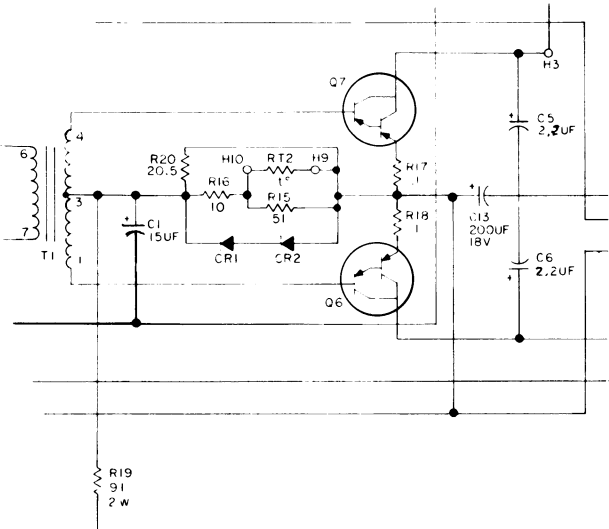 Q7
H3
C5
2.2UF
+
6
4
R20
20.5
H10
RT2
H9
t°
R17
1
R16
10
R15
51
3
+
C1
15UF
7
T1
1
CR1
CR2
R18
1
+
C13
200UF
18V
C6
2.2UF
+
Q6
R19
91
2W